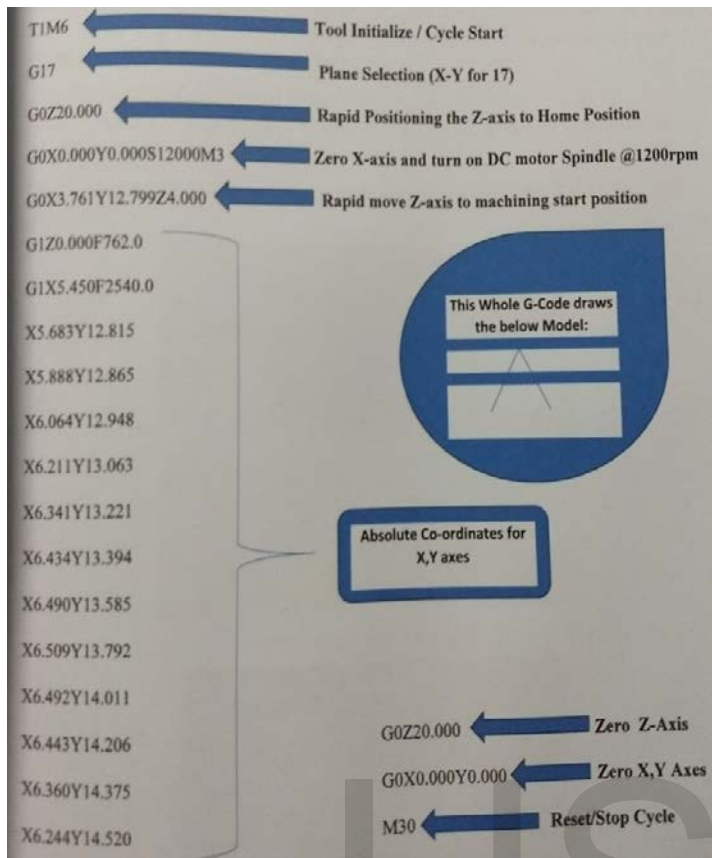 T1M6 Tool Initialize / Cycle Start
G17 Plane Selection (X-Y for 17)
G0Z20.000 Rapid Positioning the Z-axis to Home Position
G0X0.000Y0.000S12000M3 Zero X-axis and turn on DC motor Spindle @1200rpm
G0X3.761Y12.799Z4.000 Rapid move Z-axis to machining start position
G1Z0.000F762.0
G1X5.450F2540.0
X5.683Y12.815
X5.888Y12.865
X6.064Y12.948
X6.211Y13.063
X6.341Y13.221
X6.434Y13.394
X6.490Y13.585
X6.509Y13.792
X6.492Y14.011
X6.443Y14.206
X6.360Y14.375
X6.244Y14.520
This Whole G-Code draws
the below Model:
Absolute Co-ordinates for
X,Y axes
G0Z20.000 Zero Z-Axis
G0X0.000Y0.000 Zero X,Y Axes
M30 Reset/Stop Cycle